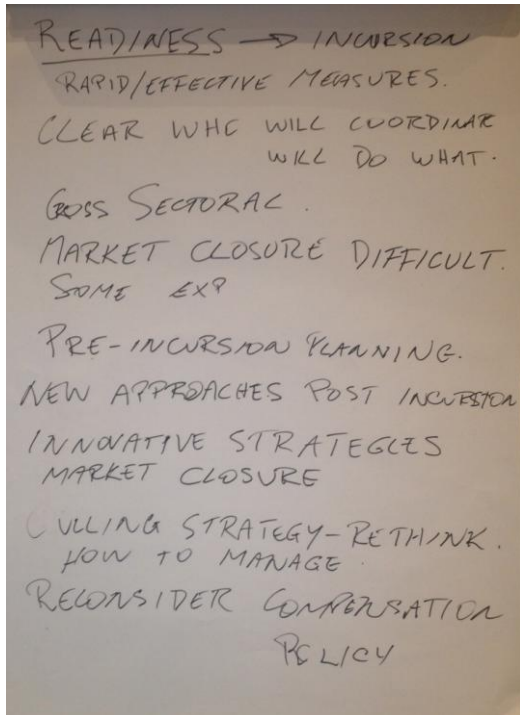 READINESS → INCURSION
RAPID/EFFECTIVE MEASURES.
CLEAR WHO WILL COORDINATE
WILL DO WHAT.
CROSS SECTORAL.
MARKET CLOSURE DIFFICULT.
SOME EXP
PRE-INCURSION PLANNING.
NEW APPROACHES POST INCURSION
INNOVATIVE STRATEGIES
MARKET CLOSURE
CULLING STRATEGY-RETHINK.
HOW TO MANAGE.
RECONSIDER COMPENSATION
POLICY